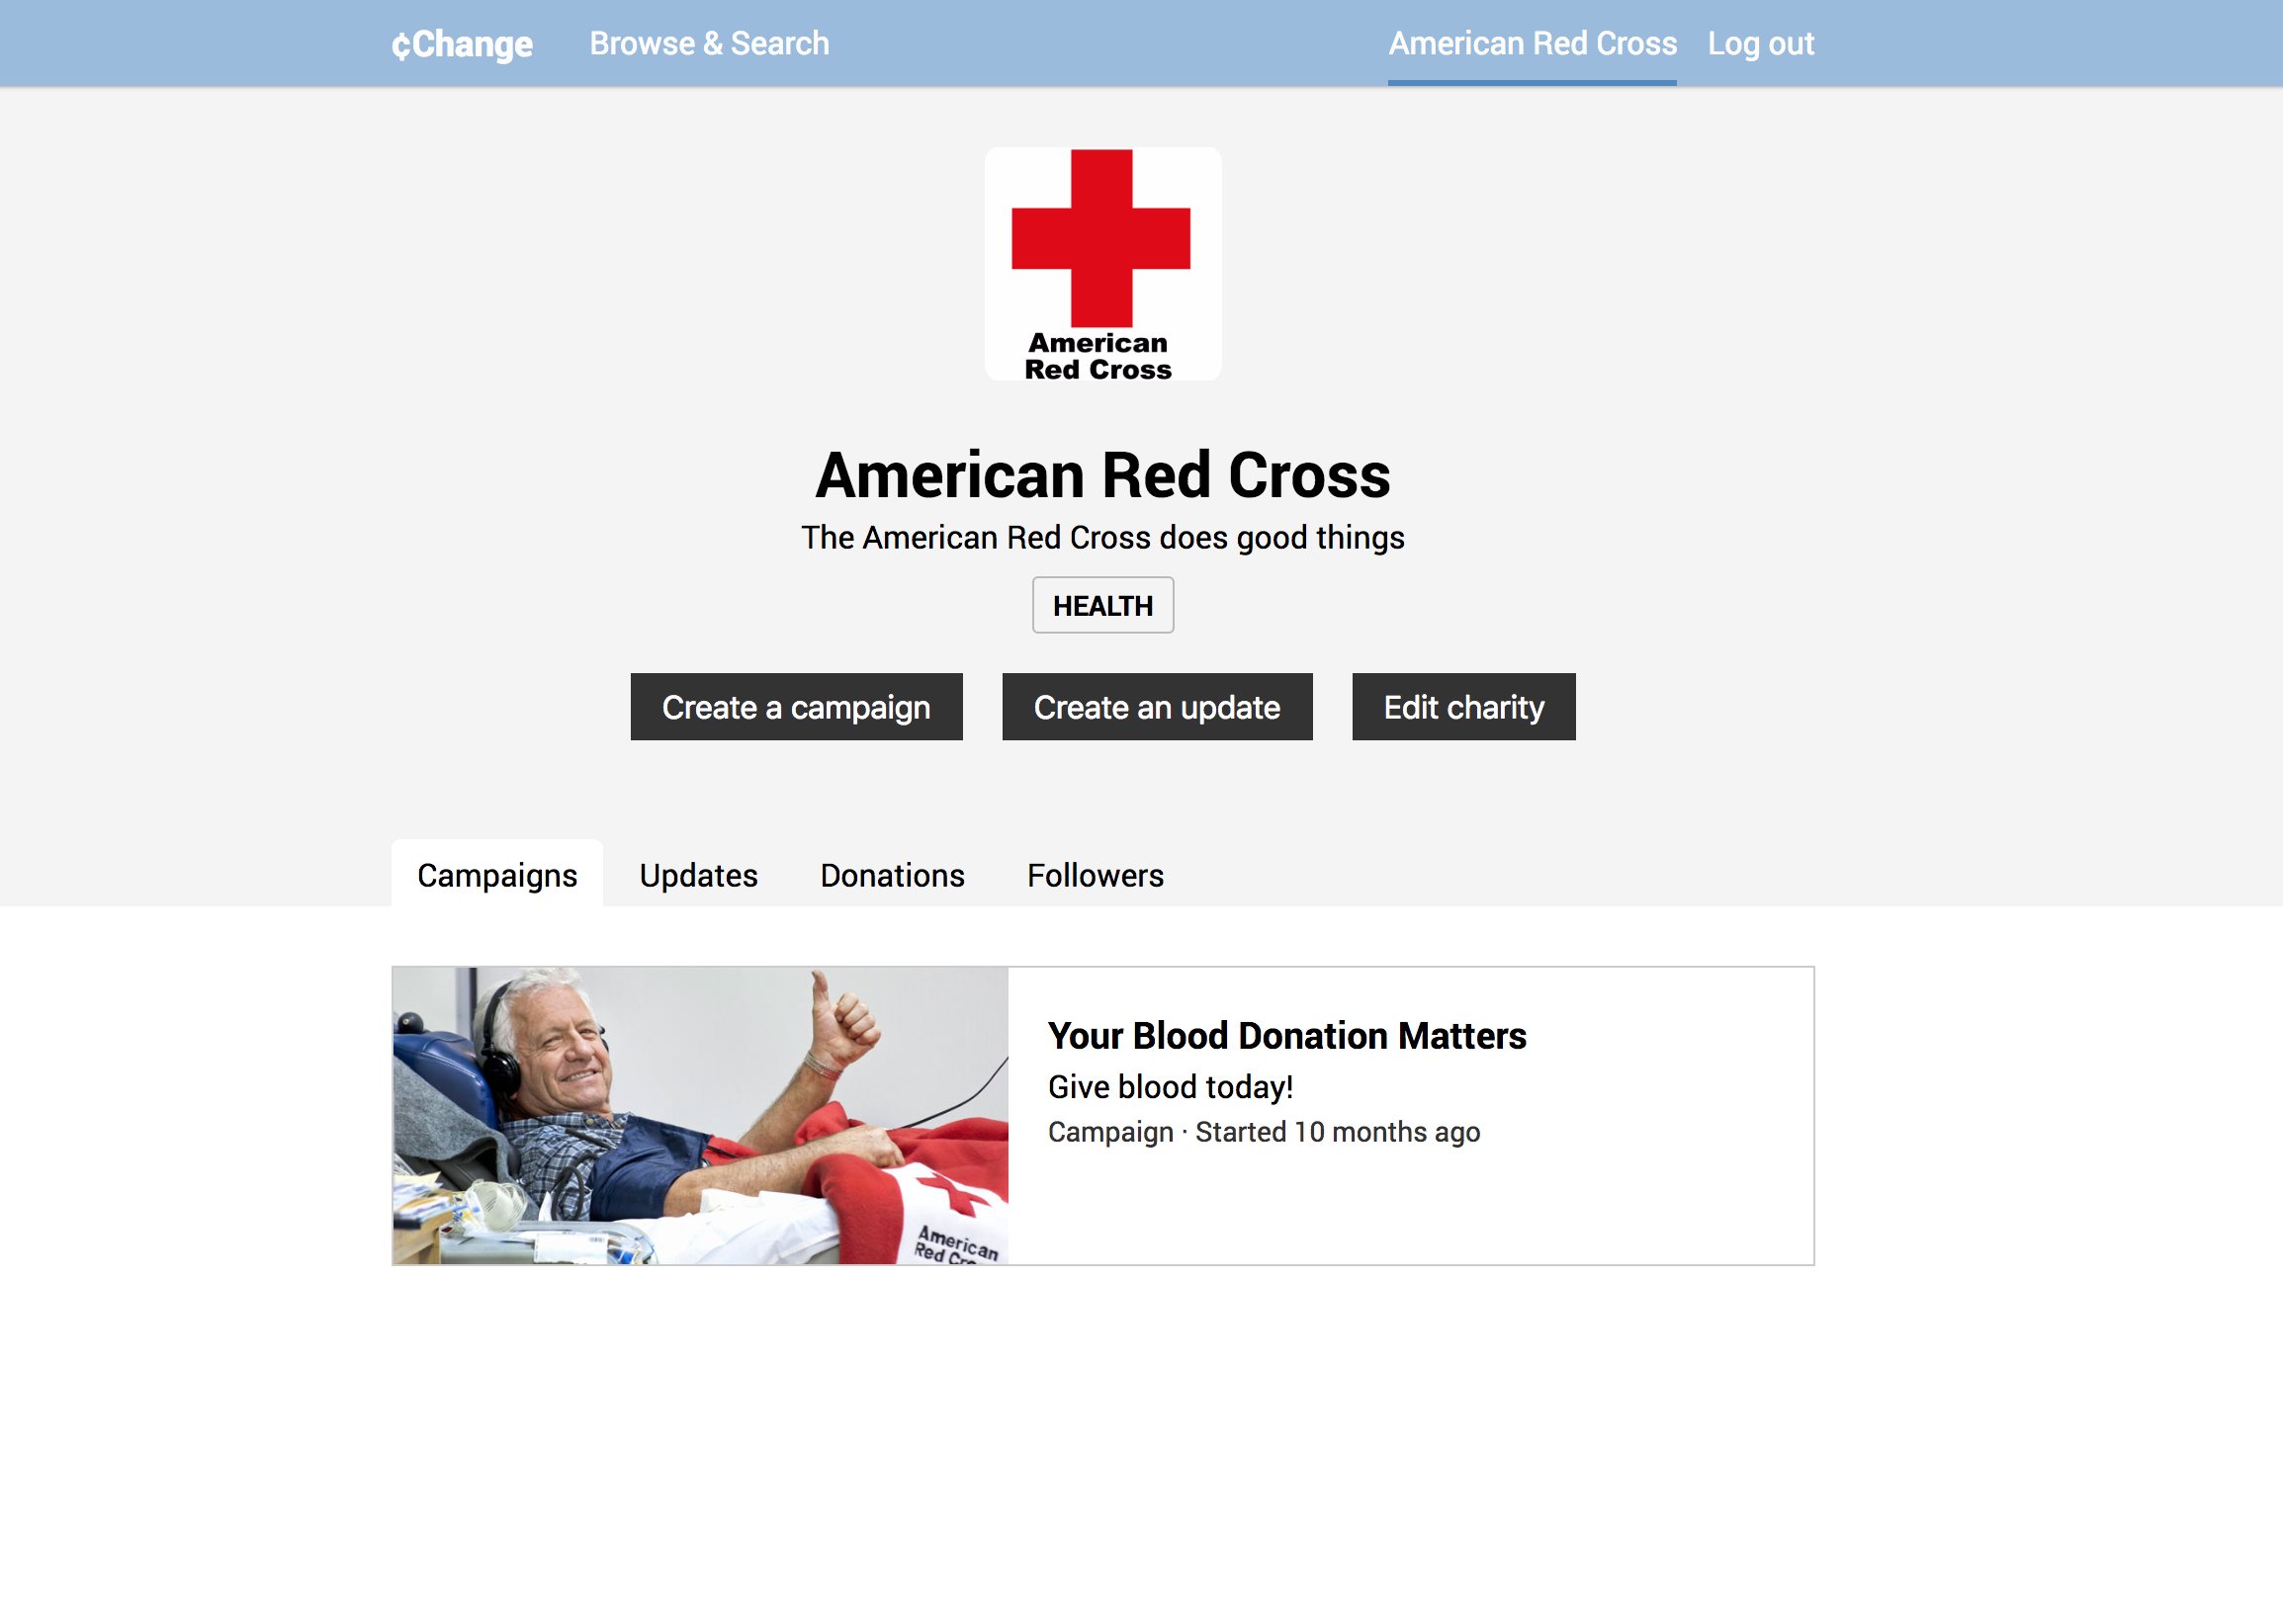 ¢Change
Browse & Search
American Red Cross
Log out
American
Red Cross
American Red Cross
The American Red Cross does good things
HEALTH
Create a campaign
Create an update
Edit charity
Campaigns
Updates
Donations
Followers
Your Blood Donation Matters
Give blood today!
Campaign · Started 10 months ago
American
Red